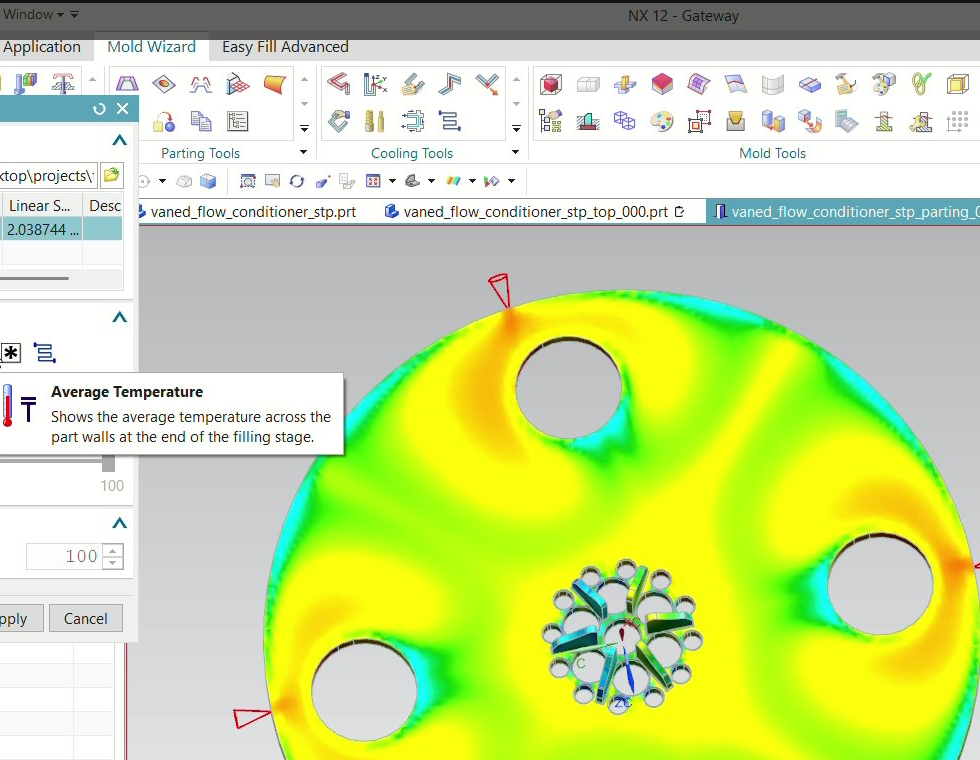 Window
NX 12 - Gateway
Application
Mold Wizard
Easy Fill Advanced
Parting Tools
Cooling Tools
Mold Tools
ktop\projects\
Linear S...
Desc
2.038744 ...
vaned_flow_conditioner_stp.prt
vaned_flow_conditioner_stp_top_000.prt
vaned_flow_conditioner_stp_parting_0
Average Temperature
Shows the average temperature across the
part walls at the end of the filling stage.
100
100
pply
Cancel
C
ZC